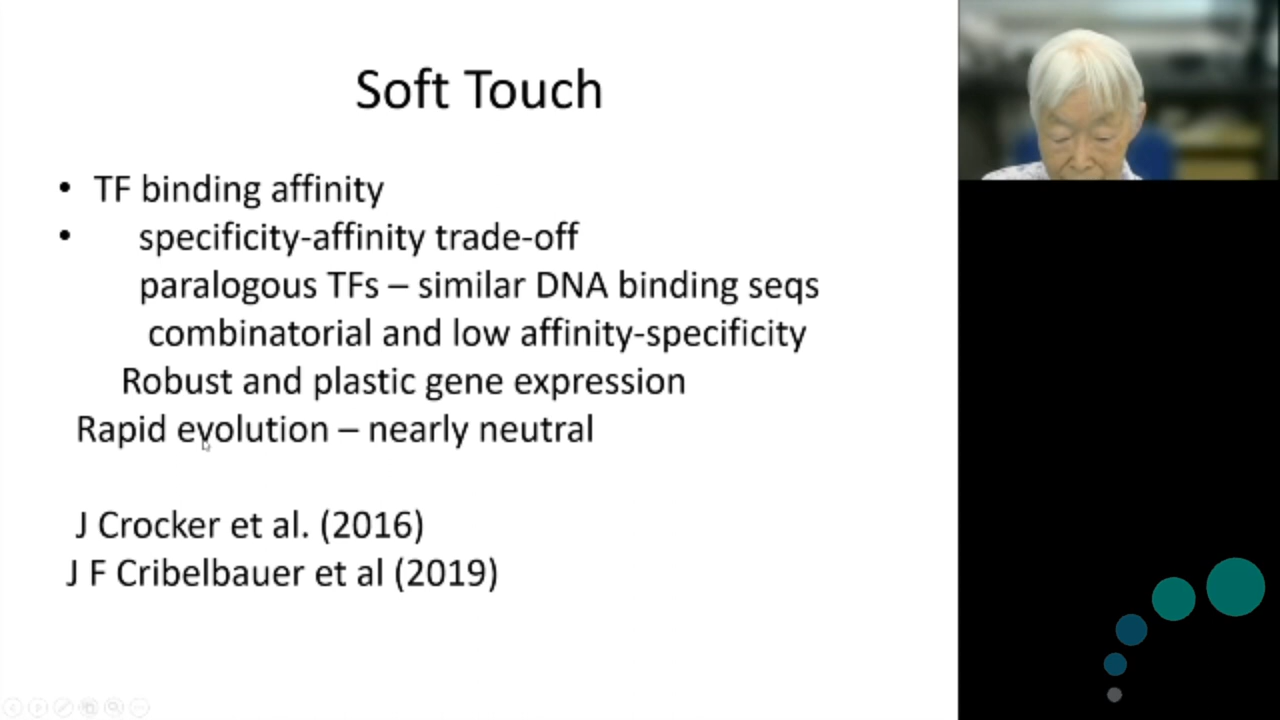 Soft Touch
• TF binding affinity
• specificity-affinity trade-off
paralogous TFs – similar DNA binding seqs
combinatorial and low affinity-specificity
Robust and plastic gene expression
Rapid evolution – nearly neutral
J Crocker et al. (2016)
J F Cribelbauer et al (2019)